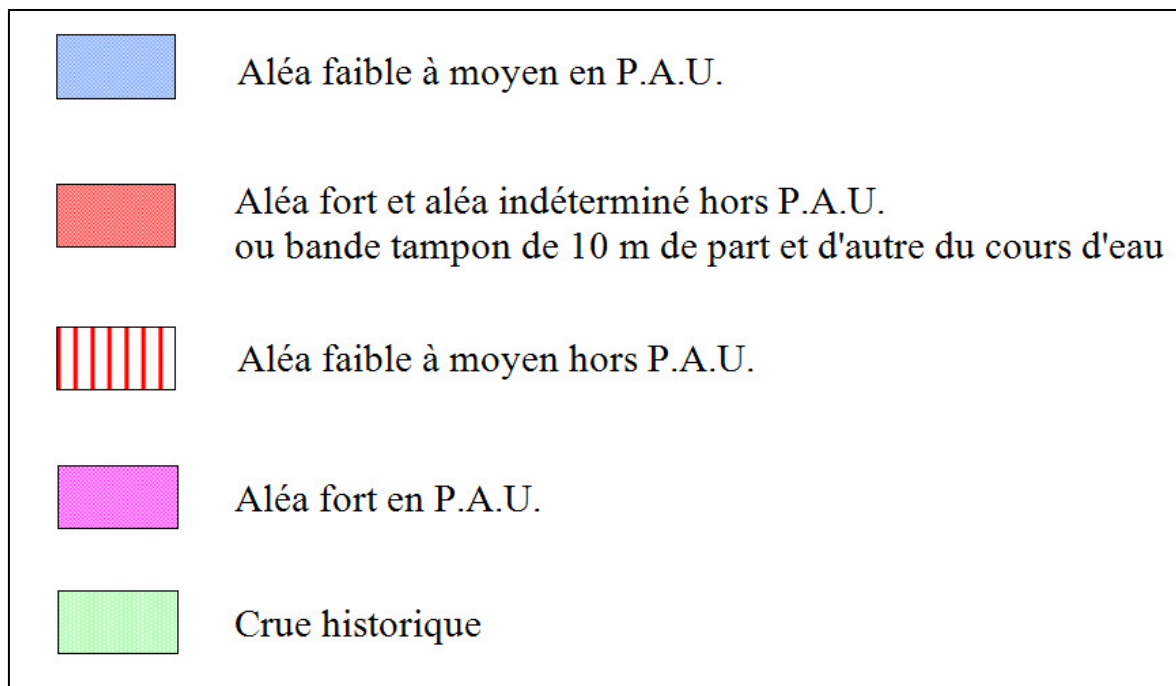 Aléa faible à moyen en P.A.U.
Aléa fort et aléa indéterminé hors P.A.U.
ou bande tampon de 10 m de part et d'autre du cours d'eau
Aléa faible à moyen hors P.A.U.
Aléa fort en P.A.U.
Crue historique